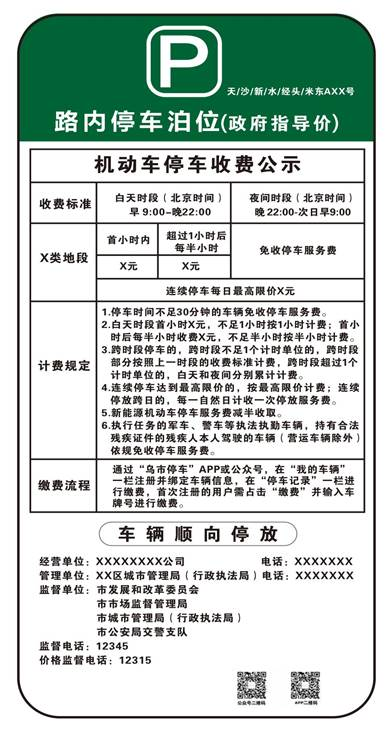 P
天/沙/新/水/经头/米东AXX号
路内停车泊位(政府指导价)
机动车停车收费公示
收费标准
白天时段（北京时间）
早 9:00-晚22:00
夜间时段（北京时间）
晚 22:00-次日早9:00
X类地段
首小时内
超过1小时后
每半小时
免收停车服务费
X元
X元
连续停车每日最高限价X元
计费规定
1.停车时间不足30分钟的车辆免收停车服务费。
2.白天时段首小时X元，不足1小时按1小时计费；首小
时后每半小时收费X元，不足半小时按半小时计费。
3.跨时段停车的，跨时段不足1个计时单位的，跨时段
部分按照上一时段的收费标准计费，跨时段超过1个
计时单位的，白天和夜间分别累计计费。
4.连续停车达到最高限价的，按最高限价计费；连续
停放跨日的，每一自然日计收一次停放服务费。
5.新能源机动车停车服务费减半收取。
6.执行任务的军车、警车等执法执勤车辆，持有合法
残疾证件的残疾人本人驾驶的车辆（营运车辆除外）
依规免收停车服务费。
缴费流程
通过“乌市停车”APP或公众号，在“我的车辆”
一栏注册并绑定车辆信息，在“停车记录”一栏进
行缴费，首次注册的用户需占击“缴费”并输入车
牌号进行缴费。
车辆顺向停放
经营单位：XXXXXXXX公司 电话：XXXXXXX
管理单位：XX区城市管理局（行政执法局）电话：XXXXXXX
监督单位：市发展和改革委员会
市市场监督管理局
市城市管理局（行政执法局）
市公安局交警支队
监督电话：12345
价格监督电话：12315
公众号二维码
APP二维码